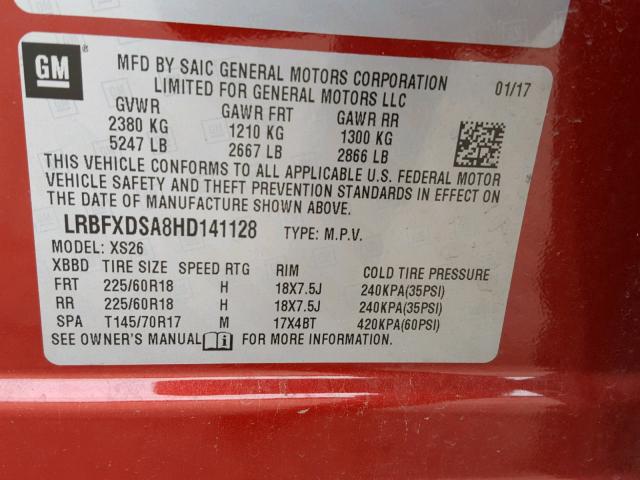 GM
MFD BY SAIC GENERAL MOTORS CORPORATION 01/17
LIMITED FOR GENERAL MOTORS LLC
GVWR GAWR FRT GAWR RR
2380 KG 1210 KG 1300 KG
5247 LB 2667 LB 2866 LB
THIS VEHICLE CONFORMS TO ALL APPLICABLE U.S. FEDERAL MOTOR
VEHICLE SAFETY AND THEFT PREVENTION STANDARDS IN EFFECT ON
THE DATE OF MANUFACTURE SHOWN ABOVE.
LRBFXDSA8HD141128 TYPE: M.P.V.
MODEL: XS26
XBBD TIRE SIZE SPEED RTG RIM COLD TIRE PRESSURE
FRT 225/60R18 H 18X7.5J 240KPA(35PSI)
RR 225/60R18 H 18X7.5J 240KPA(35PSI)
SPA T145/70R17 M 17X4BT 420KPA(60PSI)
SEE OWNER'S MANUAL i FOR MORE INFORMATION.